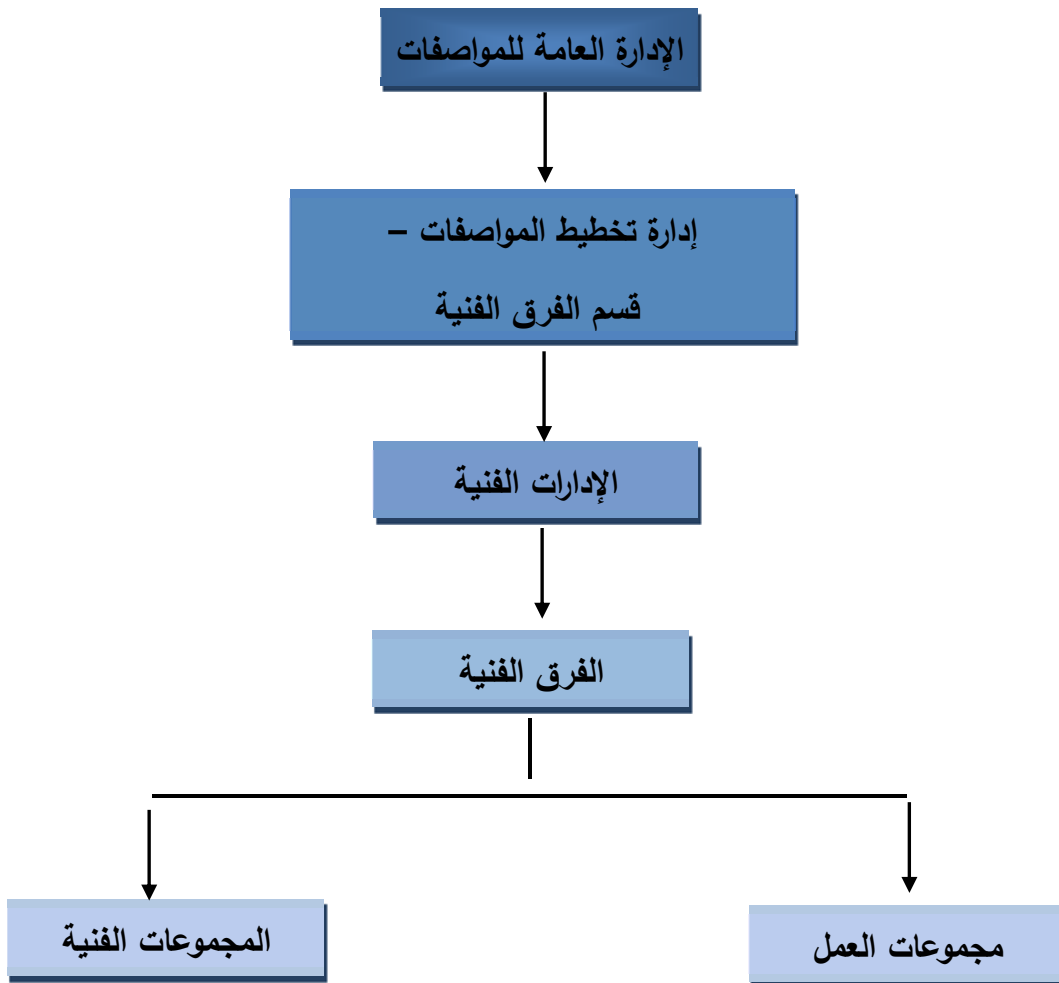 الإدارة العامة للمواصفات
إدارة تخطيط المواصفات –
قسم الفرق الفنية
الإدارات الفنية
الفرق الفنية
مجموعات العمل
المجموعات الفنية